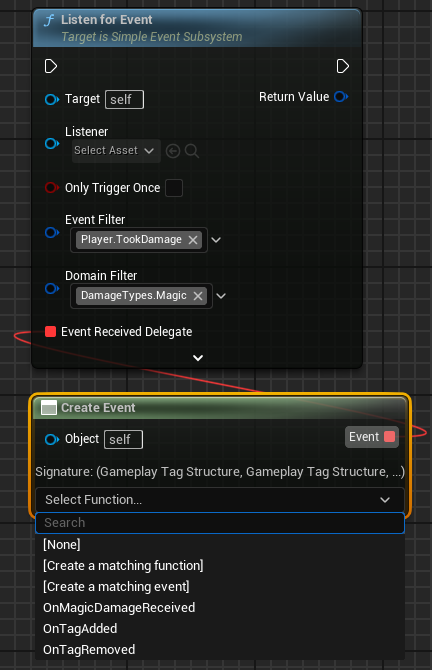 Listen for Event
Target is Simple Event Subsystem
Target self
Return Value
Listener
Select Asset
Only Trigger Once
Event Filter
Player.TookDamage
Domain Filter
DamageTypes.Magic
Event Received Delegate
Create Event
Object self
Event
Signature: (Gameplay Tag Structure, Gameplay Tag Structure, ...)
Select Function...
Search
[None]
[Create a matching function]
[Create a matching event]
OnMagicDamageReceived
OnTagAdded
OnTagRemoved